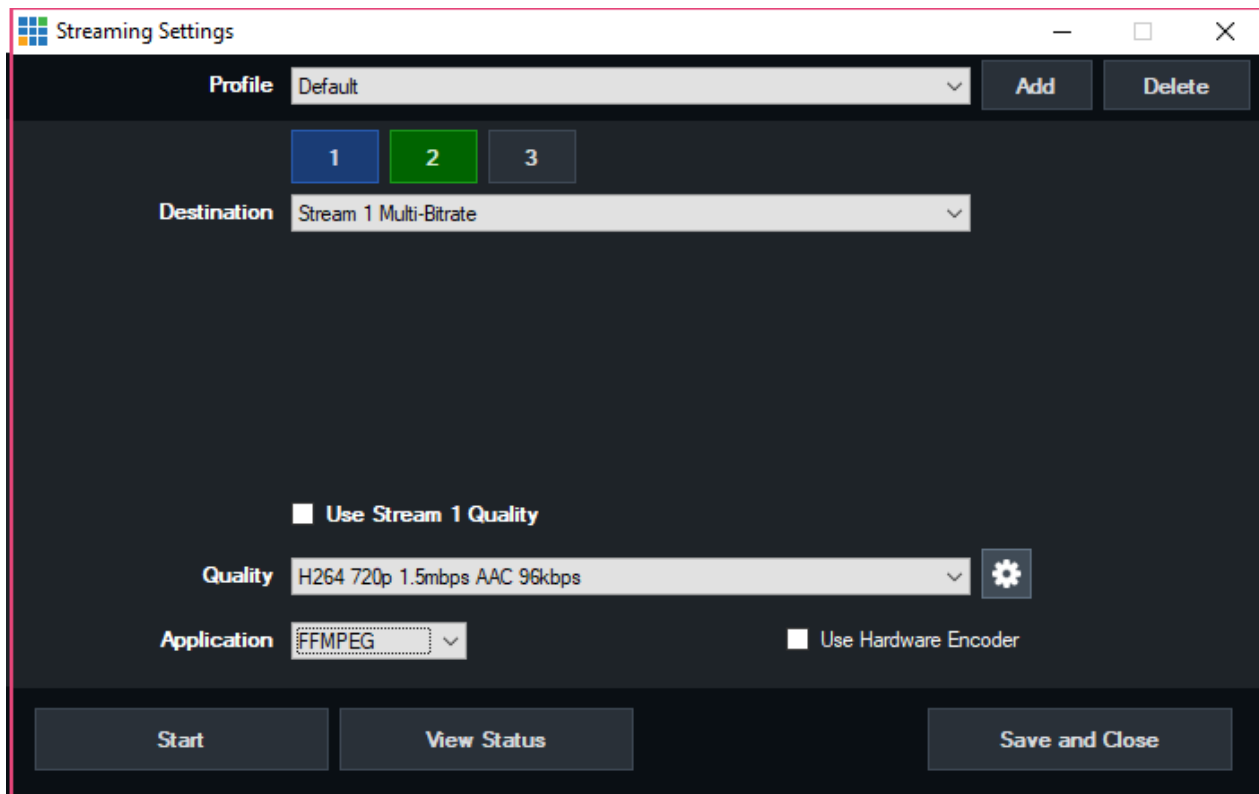 Streaming Settings
Profile Default Add Delete
1 2 3
Destination Stream 1 Multi-Bitrate
Use Stream 1 Quality
Quality H264 720p 1.5mbps AAC 96kbps
Application FFMPEG Use Hardware Encoder
Start View Status Save and Close